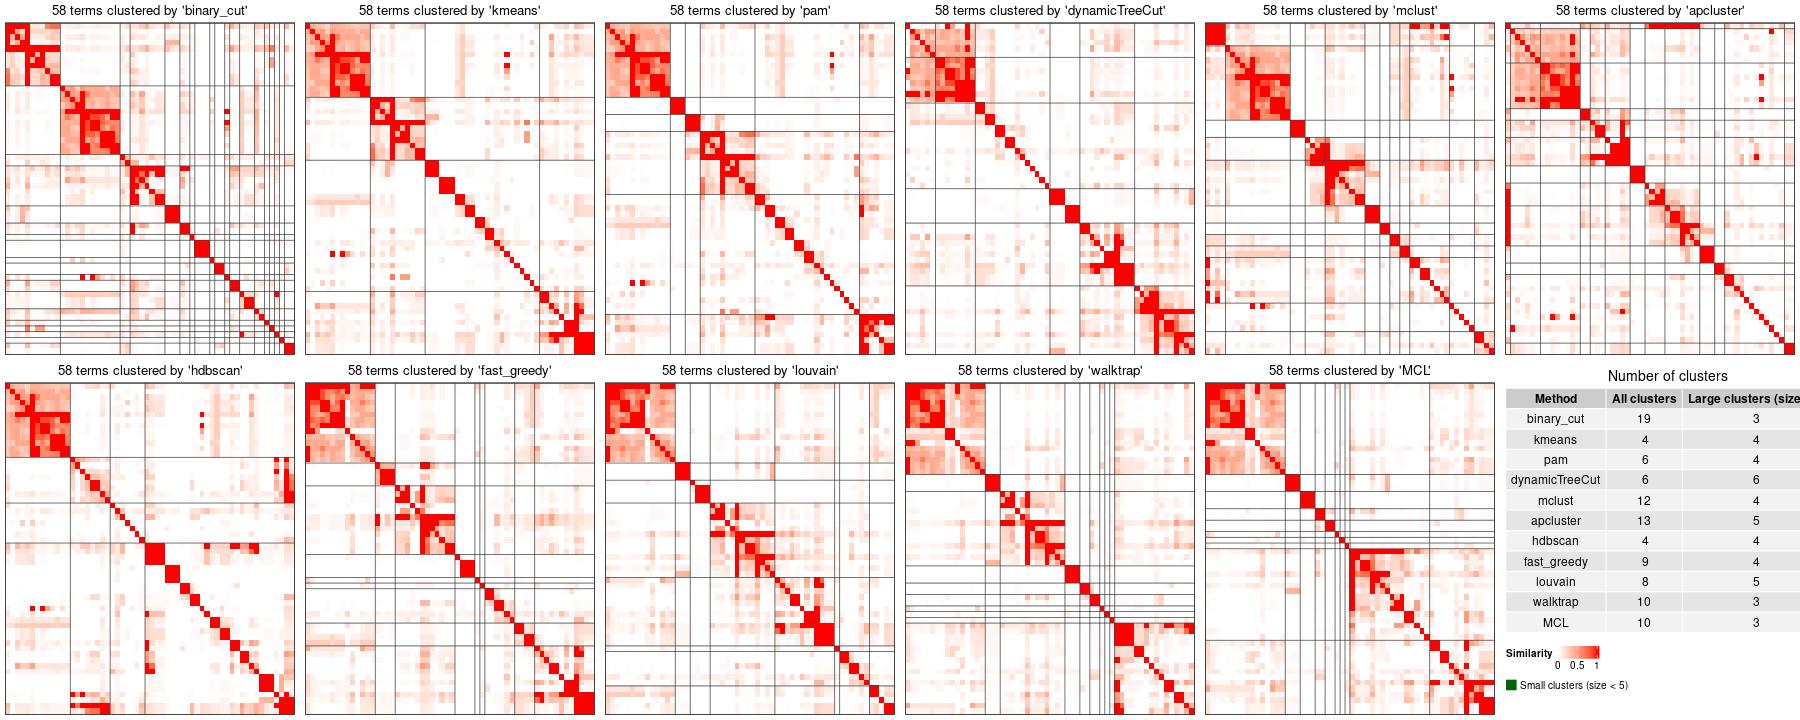 58 terms clustered by 'binary_cut'
58 terms clustered by 'kmeans'
58 terms clustered by 'pam'
58 terms clustered by 'dynamicTreeCut'
58 terms clustered by 'mclust'
58 terms clustered by 'apcluster'
58 terms clustered by 'hdbscan'
58 terms clustered by 'fast_greedy'
58 terms clustered by 'louvain'
58 terms clustered by 'walktrap'
58 terms clustered by 'MCL'
Number of clusters
Method All clusters Large clusters (size
binary_cut 19 3
kmeans 4 4
pam 6 4
dynamicTreeCut 6 6
mclust 12 4
apcluster 13 5
hdbscan 4 4
fast_greedy 9 4
louvain 8 5
walktrap 10 3
MCL 10 3
Similarity
0 0.5 1
Small clusters (size < 5)